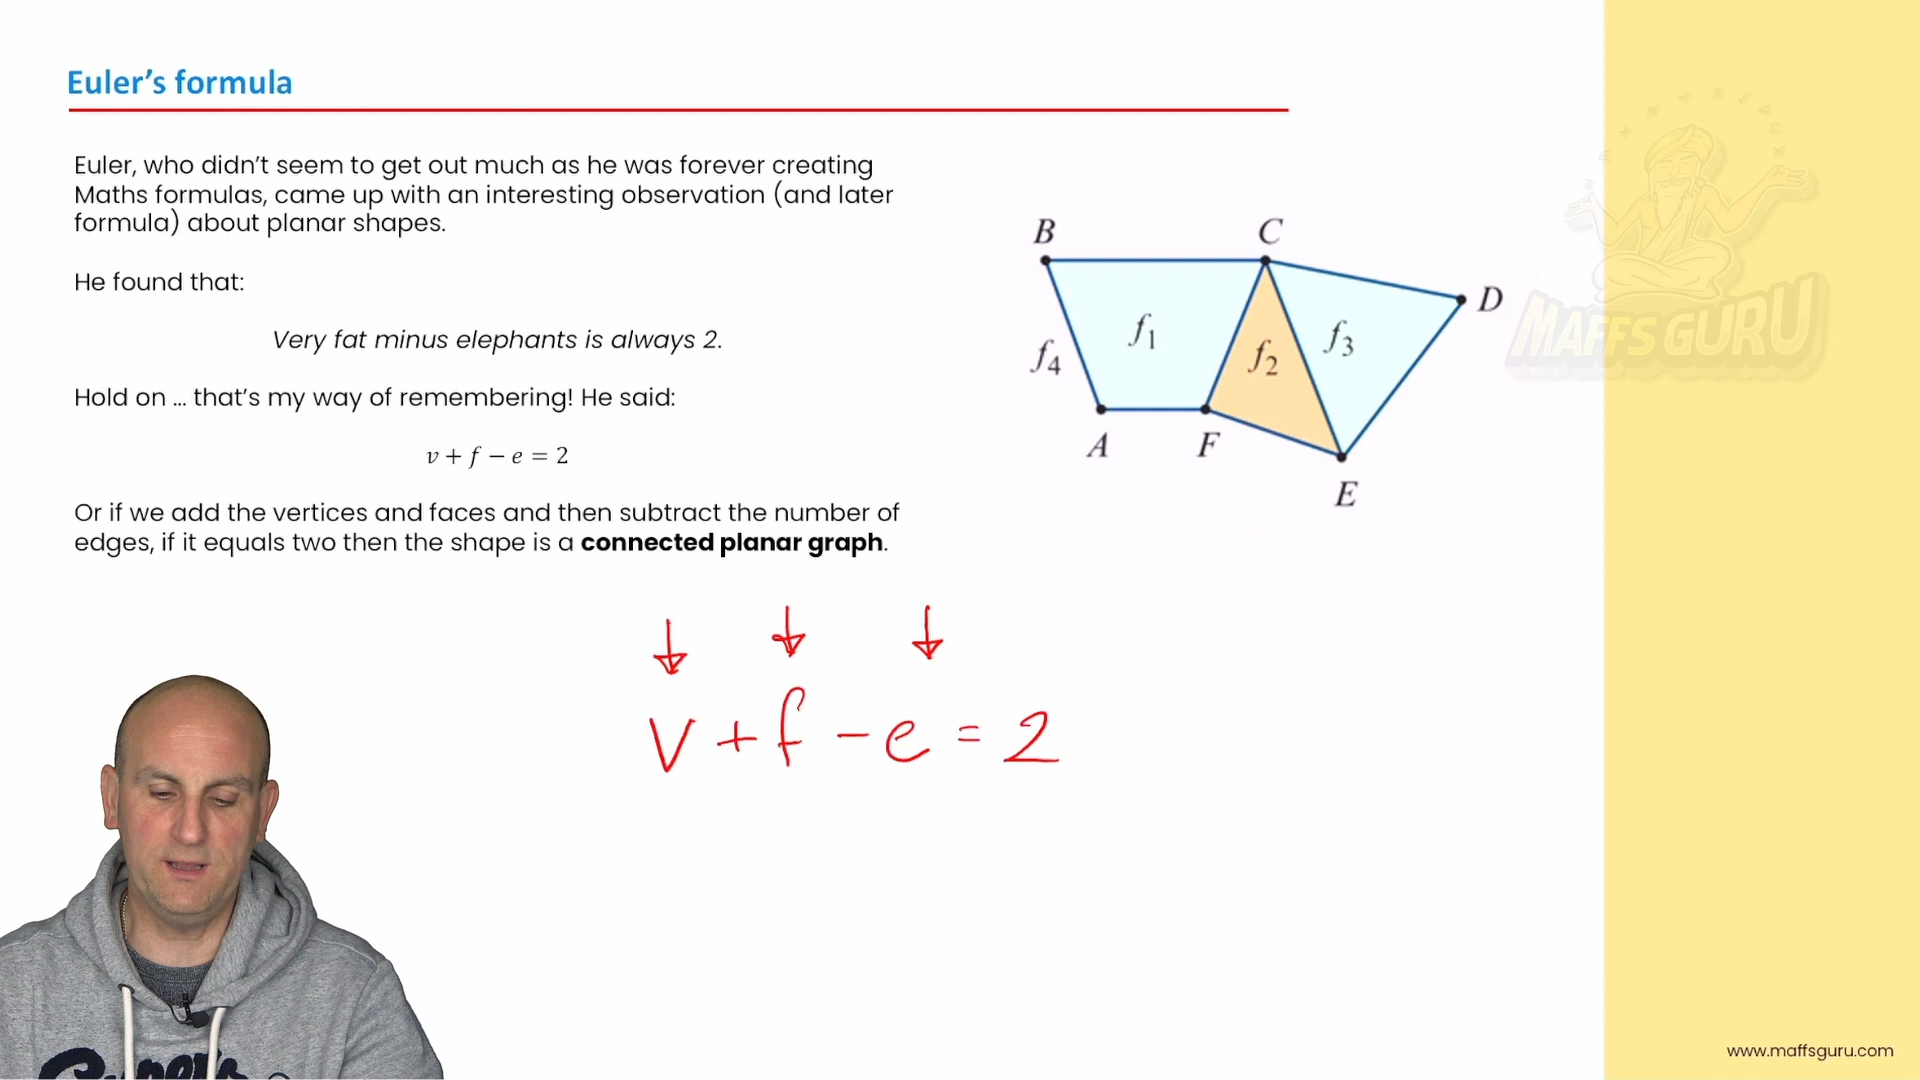 Euler’s formula
Euler, who didn’t seem to get out much as he was forever creating
Maths formulas, came up with an interesting observation (and later
formula) about planar shapes.
He found that:
Very fat minus elephants is always 2.
Hold on ... that’s my way of remembering! He said:
v + f − e = 2
Or if we add the vertices and faces and then subtract the number of
edges, if it equals two then the shape is a connected planar graph.
B
C
D
f1
f3
f4
f2
A
F
E
MAFFS GURU
v + f − e = 2
www.maffsguru.com